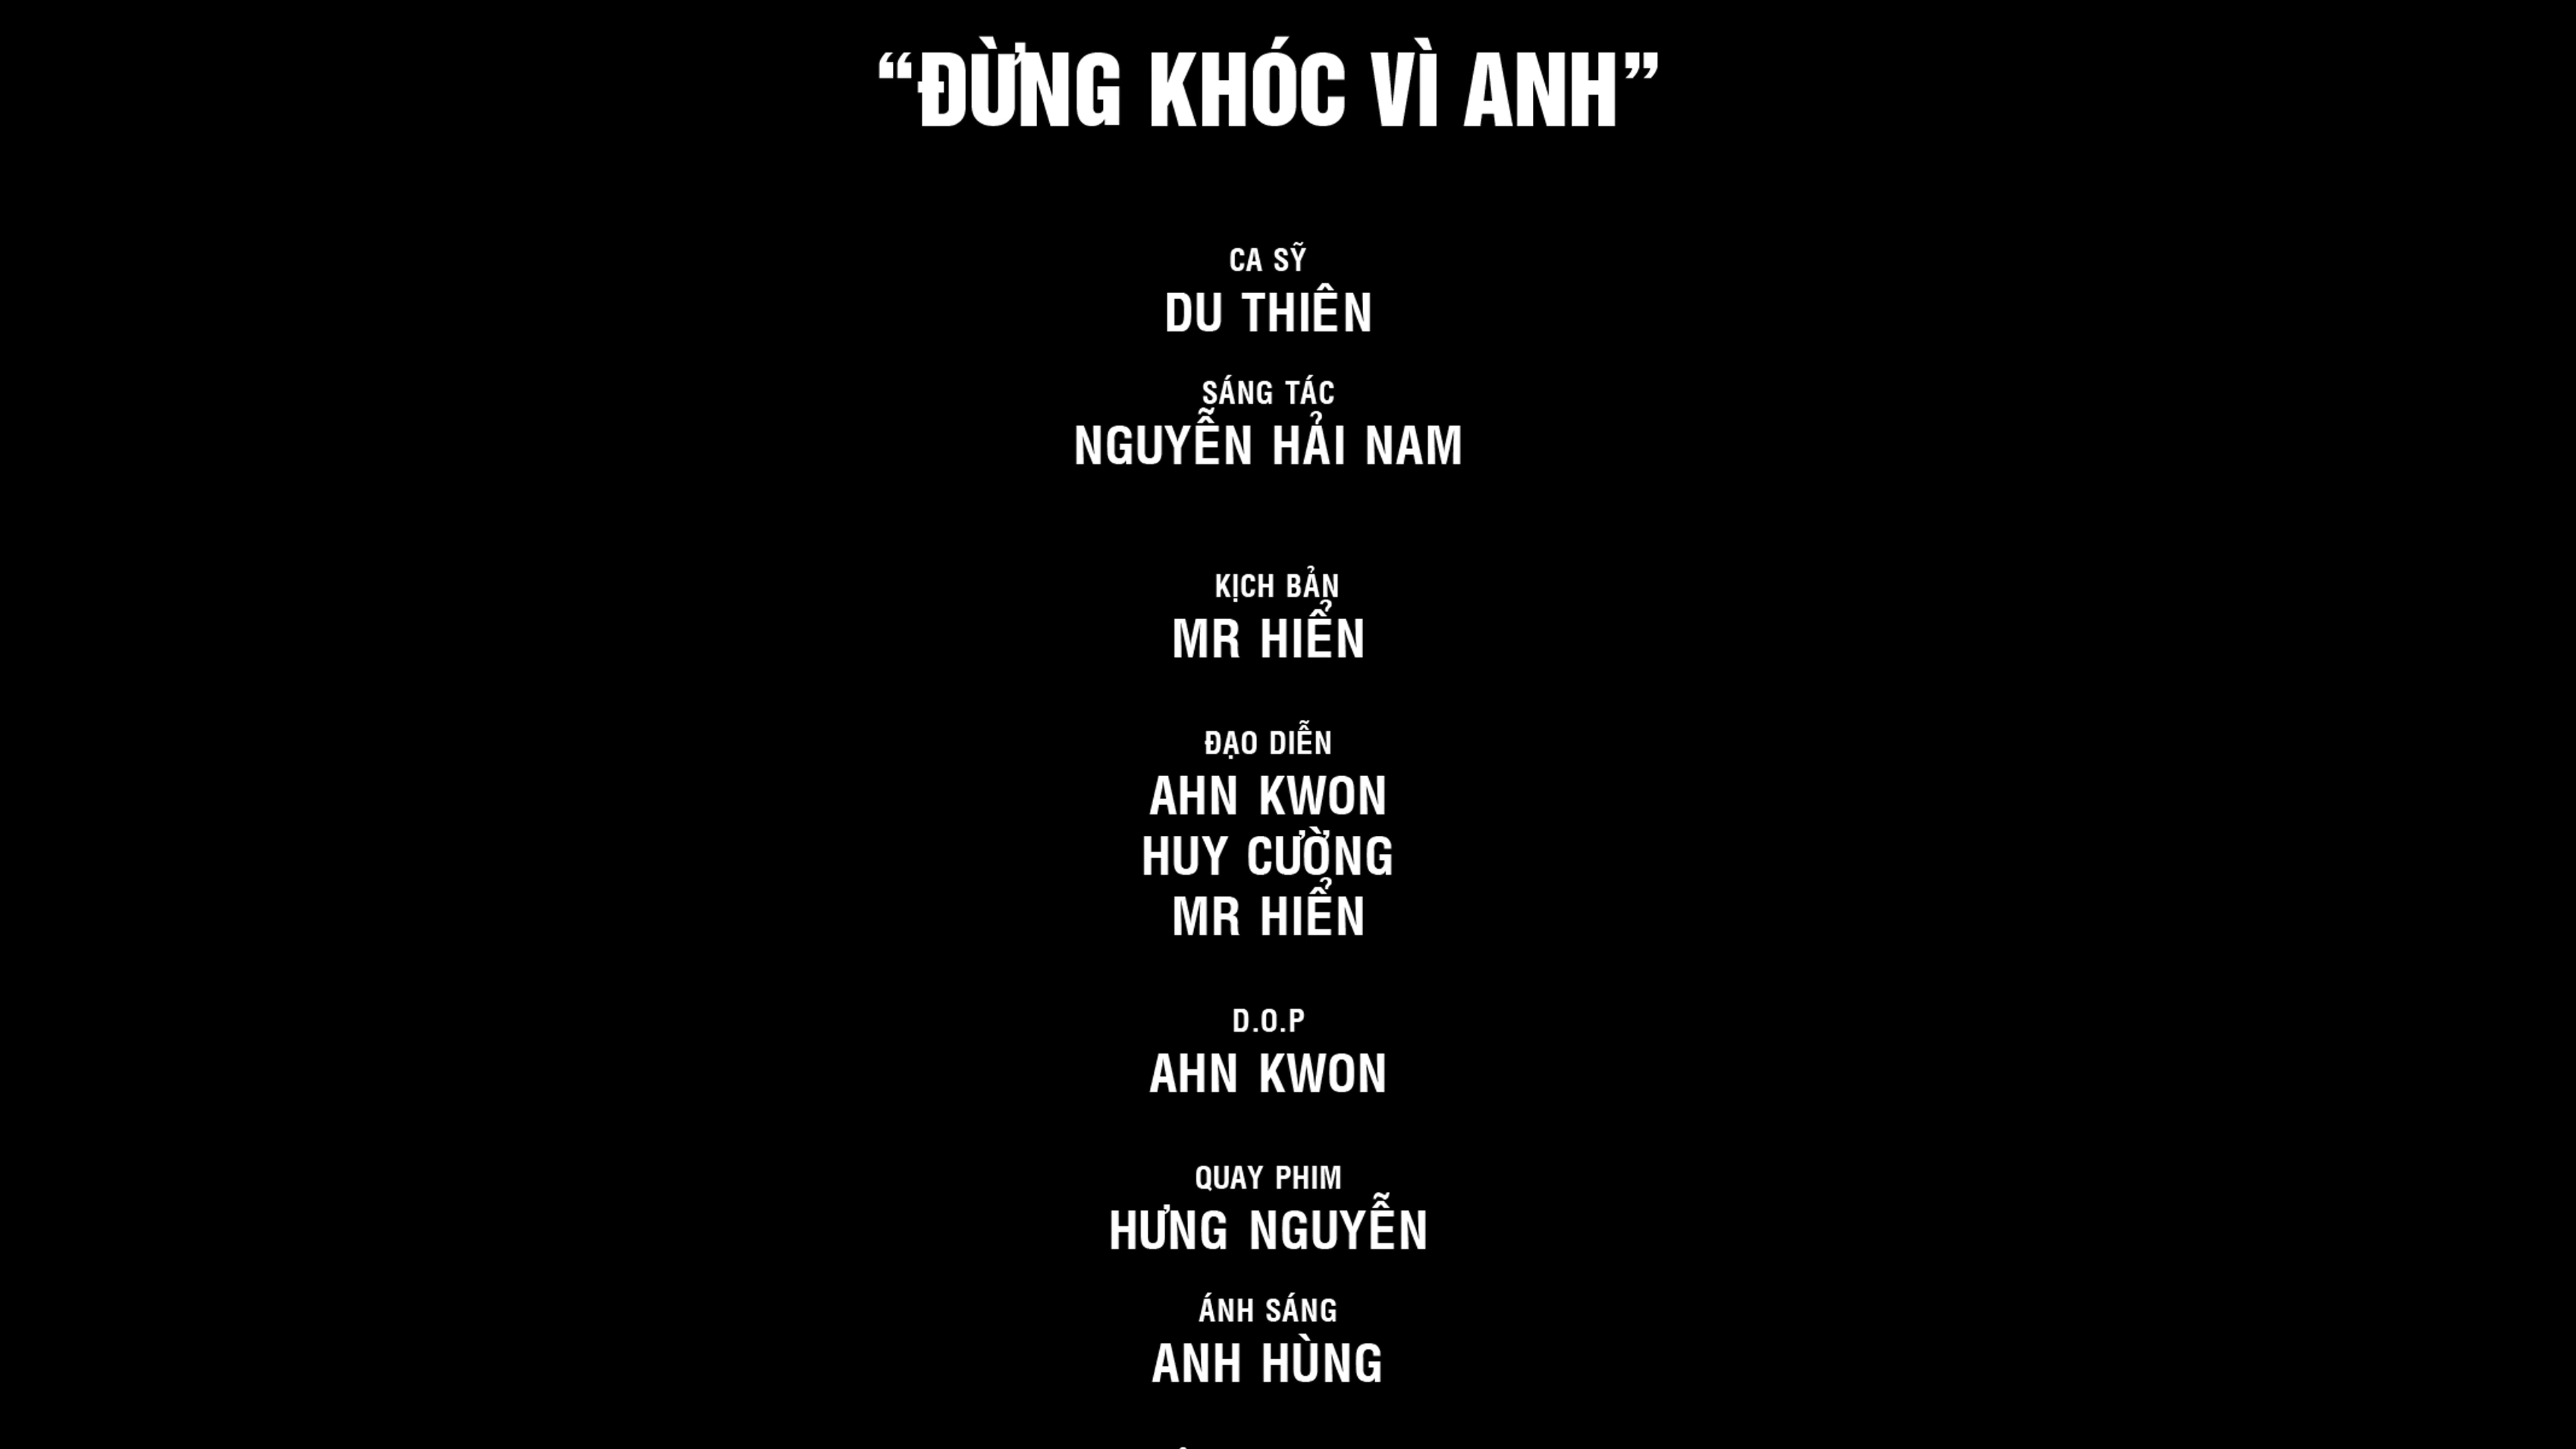 “ĐỪNG KHÓC VÌ ANH”
CA SỸ
DU THIÊN
SÁNG TÁC
NGUYỄN HẢI NAM
KỊCH BẢN
MR HIỂN
ĐẠO DIỄN
AHN KWON
HUY CƯỜNG
MR HIỂN
D.O.P
AHN KWON
QUAY PHIM
HƯNG NGUYỄN
ÁNH SÁNG
ANH HÙNG